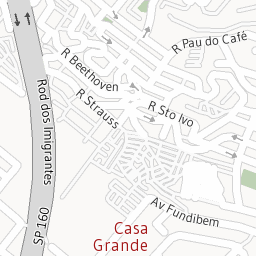 R Pau do Café
R Beethoven
R Strauss
R Sto Ivo
Rod dos Imigrantes
SP 160
Av Fundibem
Casa
Grande